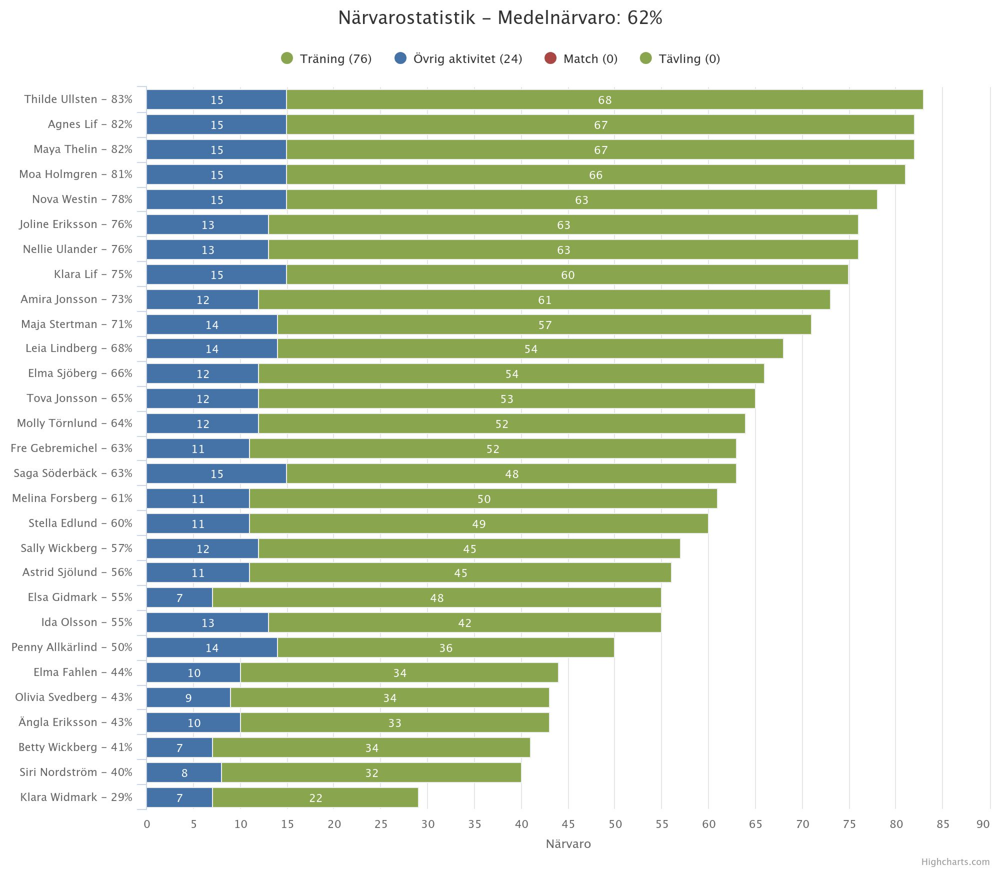 Närvarostatistik – Medelnärvaro: 62%
Träning (76) Övrig aktivitet (24) Match (0) Tävling (0)
Thilde Ullsten – 83% 15 68
Agnes Lif – 82% 15 67
Maya Thelin – 82% 15 67
Moa Holmgren – 81% 15 66
Nova Westin – 78% 15 63
Joline Eriksson – 76% 13 63
Nellie Ulander – 76% 13 63
Klara Lif – 75% 15 60
Amira Jonsson – 73% 12 61
Maja Stertman – 71% 14 57
Leia Lindberg – 68% 14 54
Elma Sjöberg – 66% 12 54
Tova Jonsson – 65% 12 53
Molly Törnlund – 64% 12 52
Fre Gebremichel – 63% 11 52
Saga Söderbäck – 63% 15 48
Melina Forsberg – 61% 11 50
Stella Edlund – 60% 11 49
Sally Wickberg – 57% 12 45
Astrid Sjölund – 56% 11 45
Elsa Gidmark – 55% 7 48
Ida Olsson – 55% 13 42
Penny Allkärlind – 50% 14 36
Elma Fahlen – 44% 10 34
Olivia Svedberg – 43% 9 34
Ängla Eriksson – 43% 10 33
Betty Wickberg – 41% 7 34
Siri Nordström – 40% 8 32
Klara Widmark – 29% 7 22
0 5 10 15 20 25 30 35 40 45 50 55 60 65 70 75 80 85 90
Närvaro
Highcharts.com